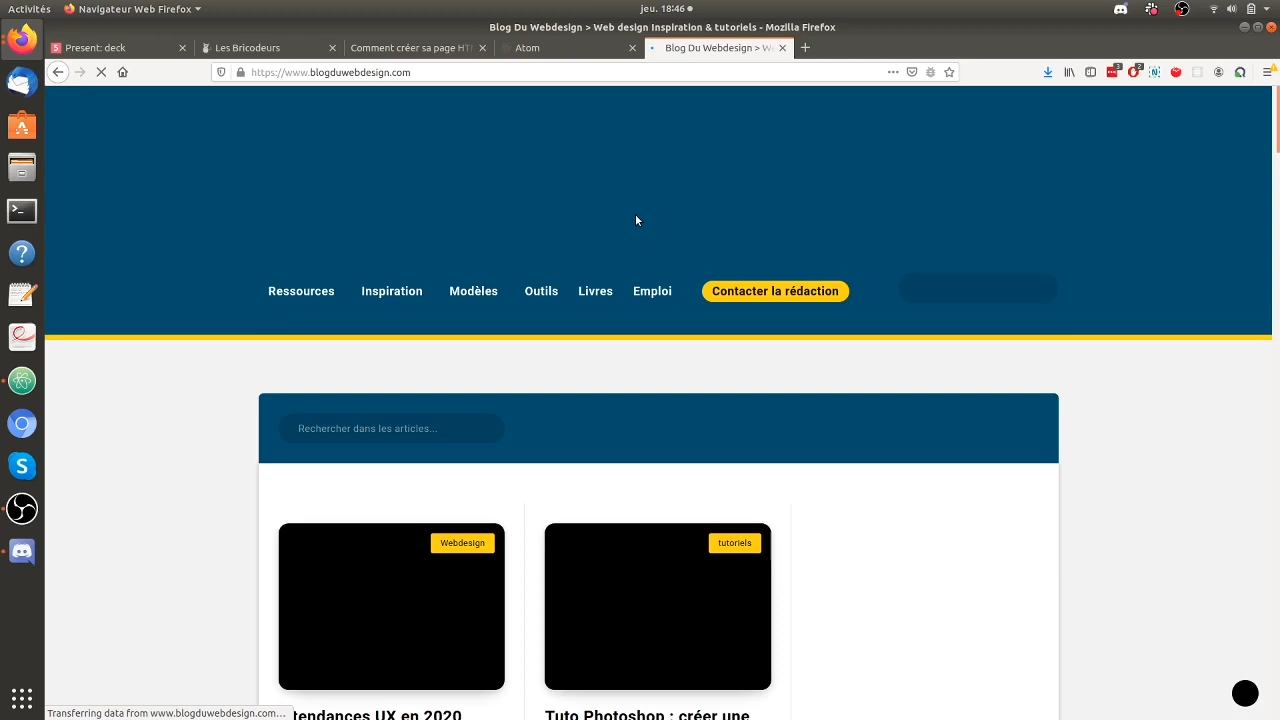 Activités Navigateur Web Firefox jeu. 18:46
Blog Du Webdesign > Web design Inspiration & tutoriels - Mozilla Firefox
Present: deck Les Bricodeurs Comment créer sa page HT Atom Blog Du Webdesign > W
https://www.blogduwebdesign.com 3 2
Ressources Inspiration Modèles Outils Livres Emploi Contacter la rédaction
Rechercher dans les articles...
Webdesign tutoriels
tendances UX en 2020 Tuto Photoshop : créer une
Transferring data from www.blogduwebdesign.com...